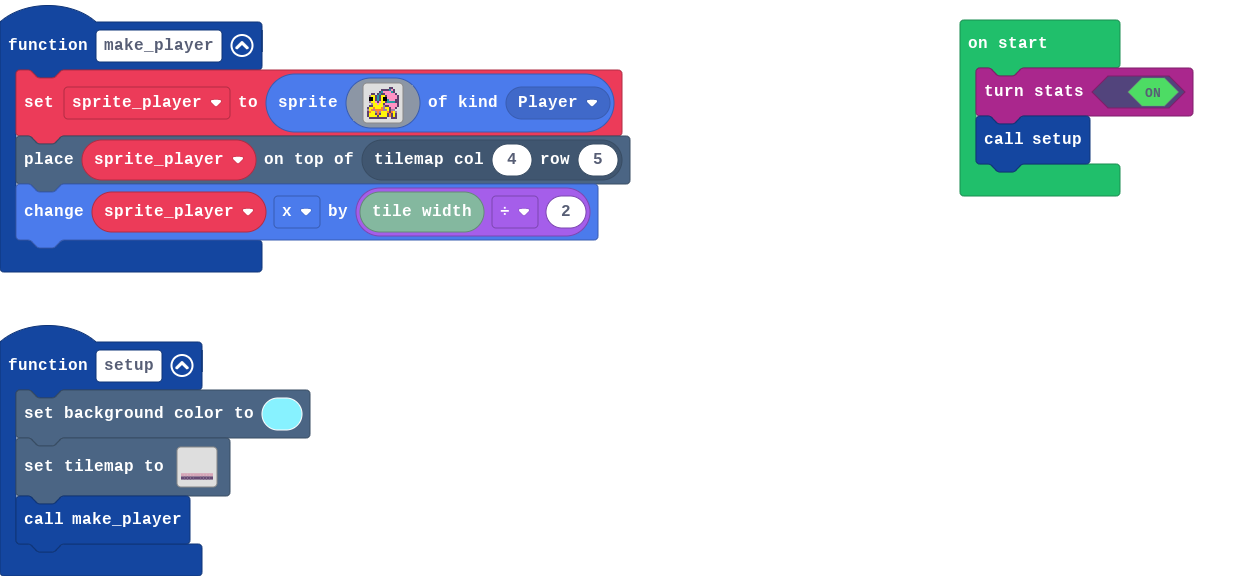 function make_player
set sprite_player to sprite of kind Player
place sprite_player on top of tilemap col 4 row 5
change sprite_player x by tile width ÷ 2
on start
turn stats ON
call setup
function setup
set background color to
set tilemap to
call make_player